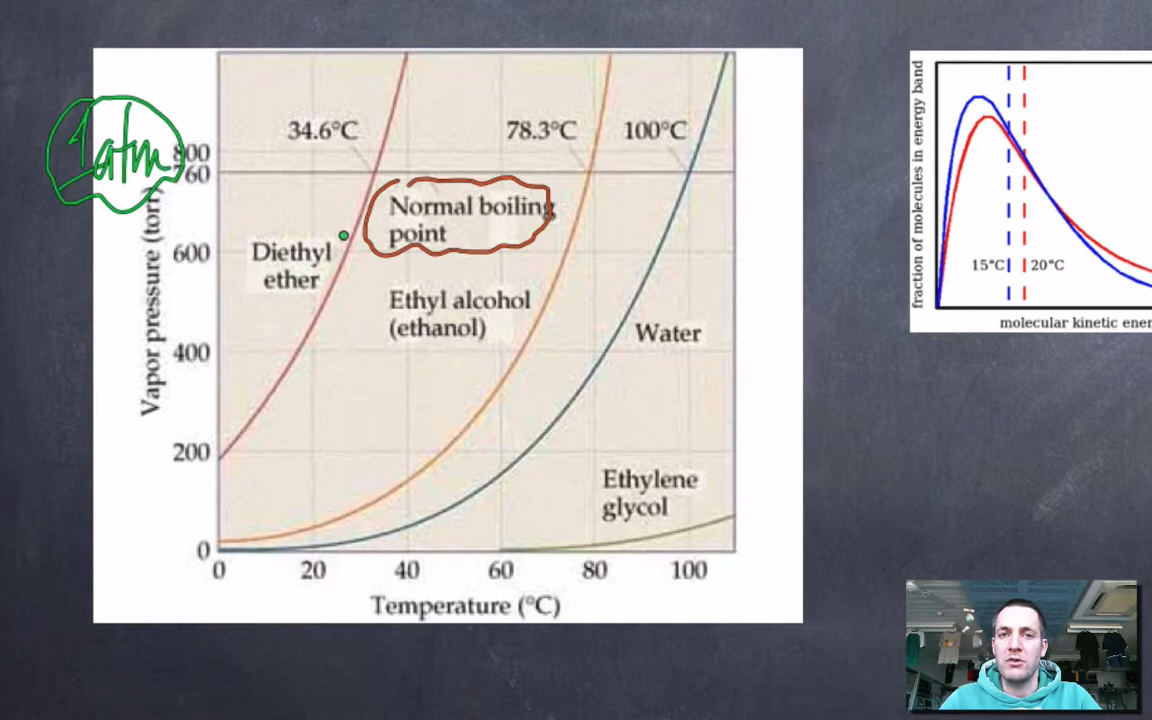 1atm
34.6°C
78.3°C
100°C
800
760
Normal boiling
point
600
Diethyl
ether
Ethyl alcohol
(ethanol)
Water
400
200
Ethylene
glycol
0
0 20 40 60 80 100
Temperature (°C)
Vapor pressure (torr)
fraction of molecules in energy band
15°C
20°C
molecular kinetic ener